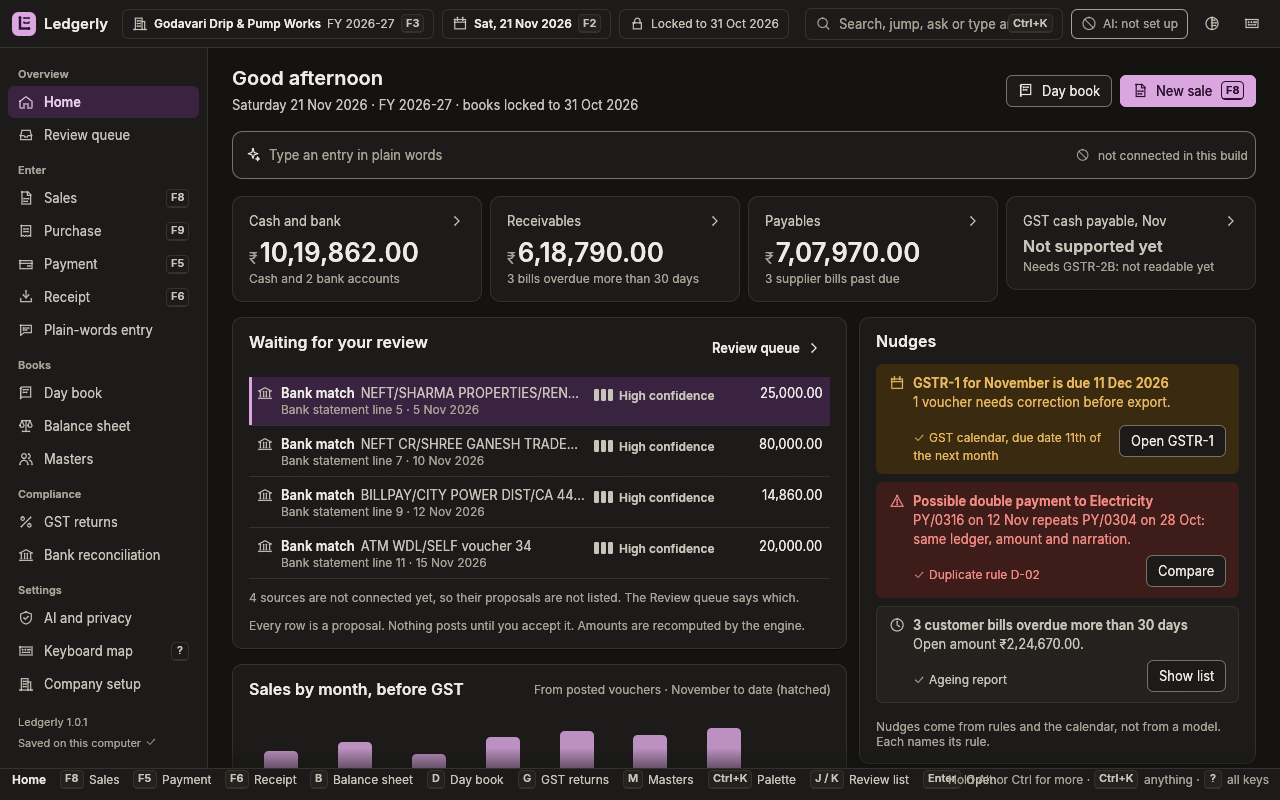 Ledgerly
Godavari Drip & Pump Works FY 2026-27 F3
Sat, 21 Nov 2026 F2
Locked to 31 Oct 2026
Search, jump, ask or type a Ctrl+K
AI: not set up
Overview
Home
Review queue
Enter
Sales F8
Purchase F9
Payment F5
Receipt F6
Plain-words entry
Books
Day book
Balance sheet
Masters
Compliance
GST returns
Bank reconciliation
Settings
AI and privacy
Keyboard map ?
Company setup
Ledgerly 1.0.1
Saved on this computer
Good afternoon
Saturday 21 Nov 2026 · FY 2026-27 · books locked to 31 Oct 2026
Day book
New sale F8
Type an entry in plain words
not connected in this build
Cash and bank
₹10,19,862.00
Cash and 2 bank accounts
Receivables
₹6,18,790.00
3 bills overdue more than 30 days
Payables
₹7,07,970.00
3 supplier bills past due
GST cash payable, Nov
Not supported yet
Needs GSTR-2B: not readable yet
Waiting for your review
Review queue
Bank match NEFT/SHARMA PROPERTIES/REN... High confidence 25,000.00
Bank statement line 5 · 5 Nov 2026
Bank match NEFT CR/SHREE GANESH TRADE... High confidence 80,000.00
Bank statement line 7 · 10 Nov 2026
Bank match BILLPAY/CITY POWER DIST/CA 44... High confidence 14,860.00
Bank statement line 9 · 12 Nov 2026
Bank match ATM WDL/SELF voucher 34 High confidence 20,000.00
Bank statement line 11 · 15 Nov 2026
4 sources are not connected yet, so their proposals are not listed. The Review queue says which.
Every row is a proposal. Nothing posts until you accept it. Amounts are recomputed by the engine.
Sales by month, before GST
From posted vouchers · November to date (hatched)
Nudges
GSTR-1 for November is due 11 Dec 2026
1 voucher needs correction before export.
✓ GST calendar, due date 11th of
the next month
Open GSTR-1
Possible double payment to Electricity
PY/0316 on 12 Nov repeats PY/0304 on 28 Oct:
same ledger, amount and narration.
✓ Duplicate rule D-02
Compare
3 customer bills overdue more than 30 days
Open amount ₹2,24,670.00.
✓ Ageing report
Show list
Nudges come from rules and the calendar, not from a model.
Each names its rule.
Home F8 Sales F5 Payment F6 Receipt B Balance sheet D Day book G GST returns M Masters Ctrl+K Palette J / K Review list Enter or Ctrl for more · Ctrl+K anything · ? all keys